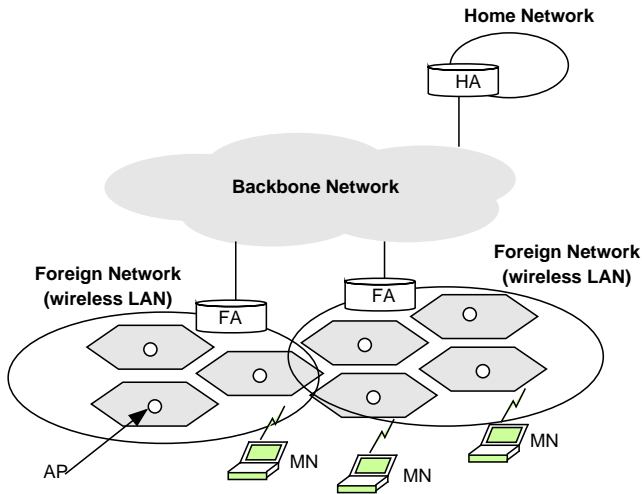 Home Network
HA
Backbone Network
Foreign Network
(wireless LAN)
Foreign Network
(wireless LAN)
FA
FA
AP
MN
MN
MN